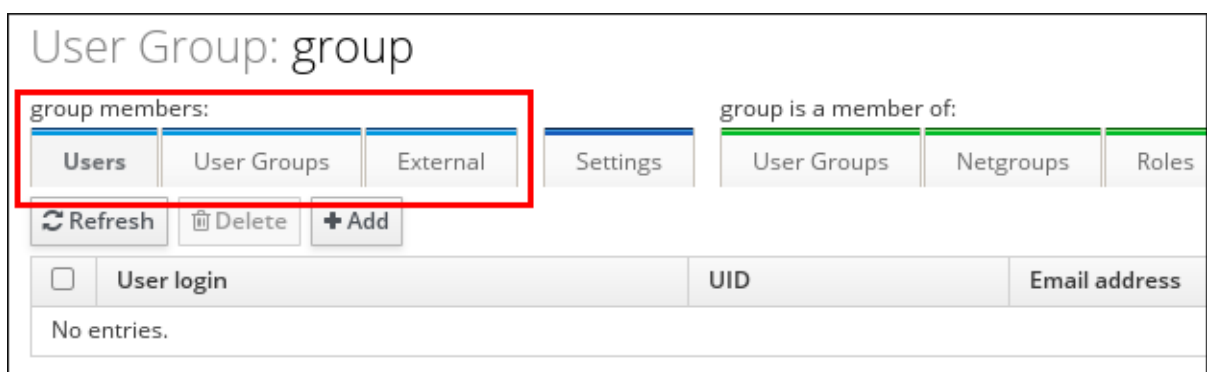 User Group: group
group members: group is a member of:
Users User Groups External Settings User Groups Netgroups Roles
Refresh Delete Add
User login UID Email address
No entries.